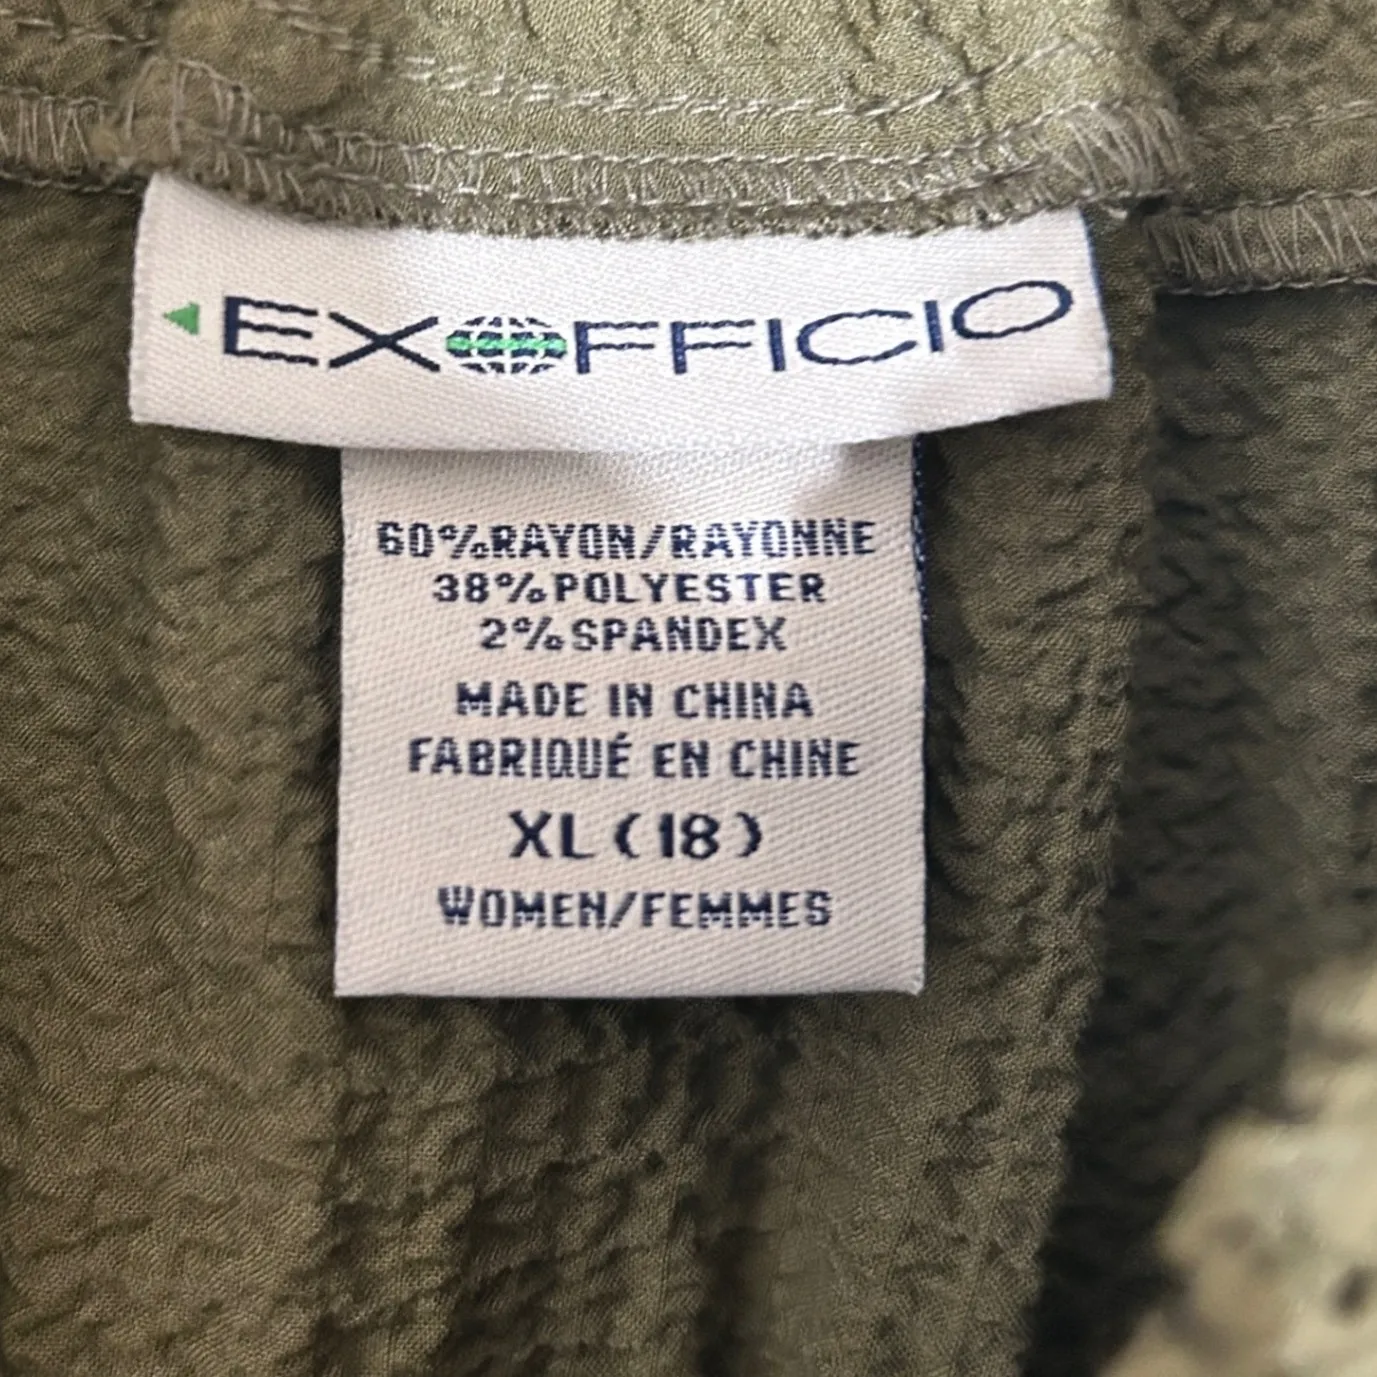 EXOFFICIO
60%RAYON/RAYONNE
38%POLYESTER
2%SPANDEX
MADE IN CHINA
FABRIQUÉ EN CHINE
XL (18)
WOMEN/FEMMES